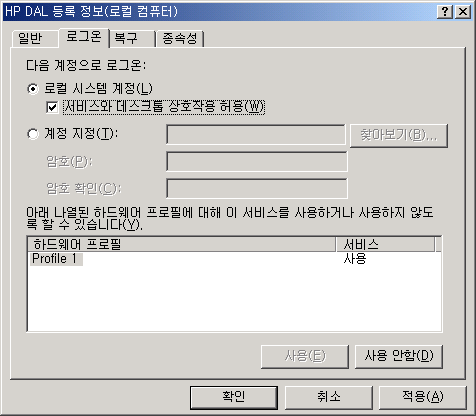 HP DAL 등록 정보(로컬 컴퓨터)
일반 로그온 복구 종속성
다음 계정으로 로그온:
로컬 시스템 계정(L)
서비스와 데스크톱 상호작용 허용(W)
계정 지정(T): 찾아보기(B)...
암호(P):
암호 확인(C):
아래 나열된 하드웨어 프로필에 대해 이 서비스를 사용하거나 사용하지 않도
록 할 수 있습니다(Y).
하드웨어 프로필 서비스
Profile 1 사용
사용(E) 사용 안함(D)
확인 취소 적용(A)